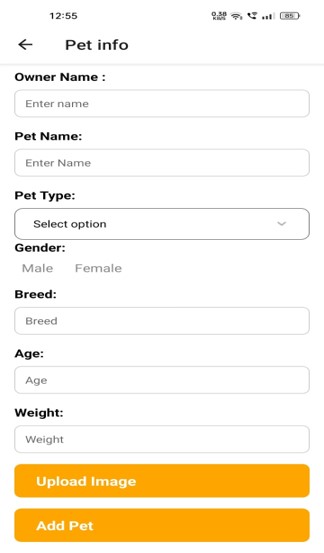 12:55
0.38
KB/S
85
Pet info
Owner Name :
Enter name
Pet Name:
Enter Name
Pet Type:
Select option
Gender:
Male Female
Breed:
Breed
Age:
Age
Weight:
Weight
Upload Image
Add Pet